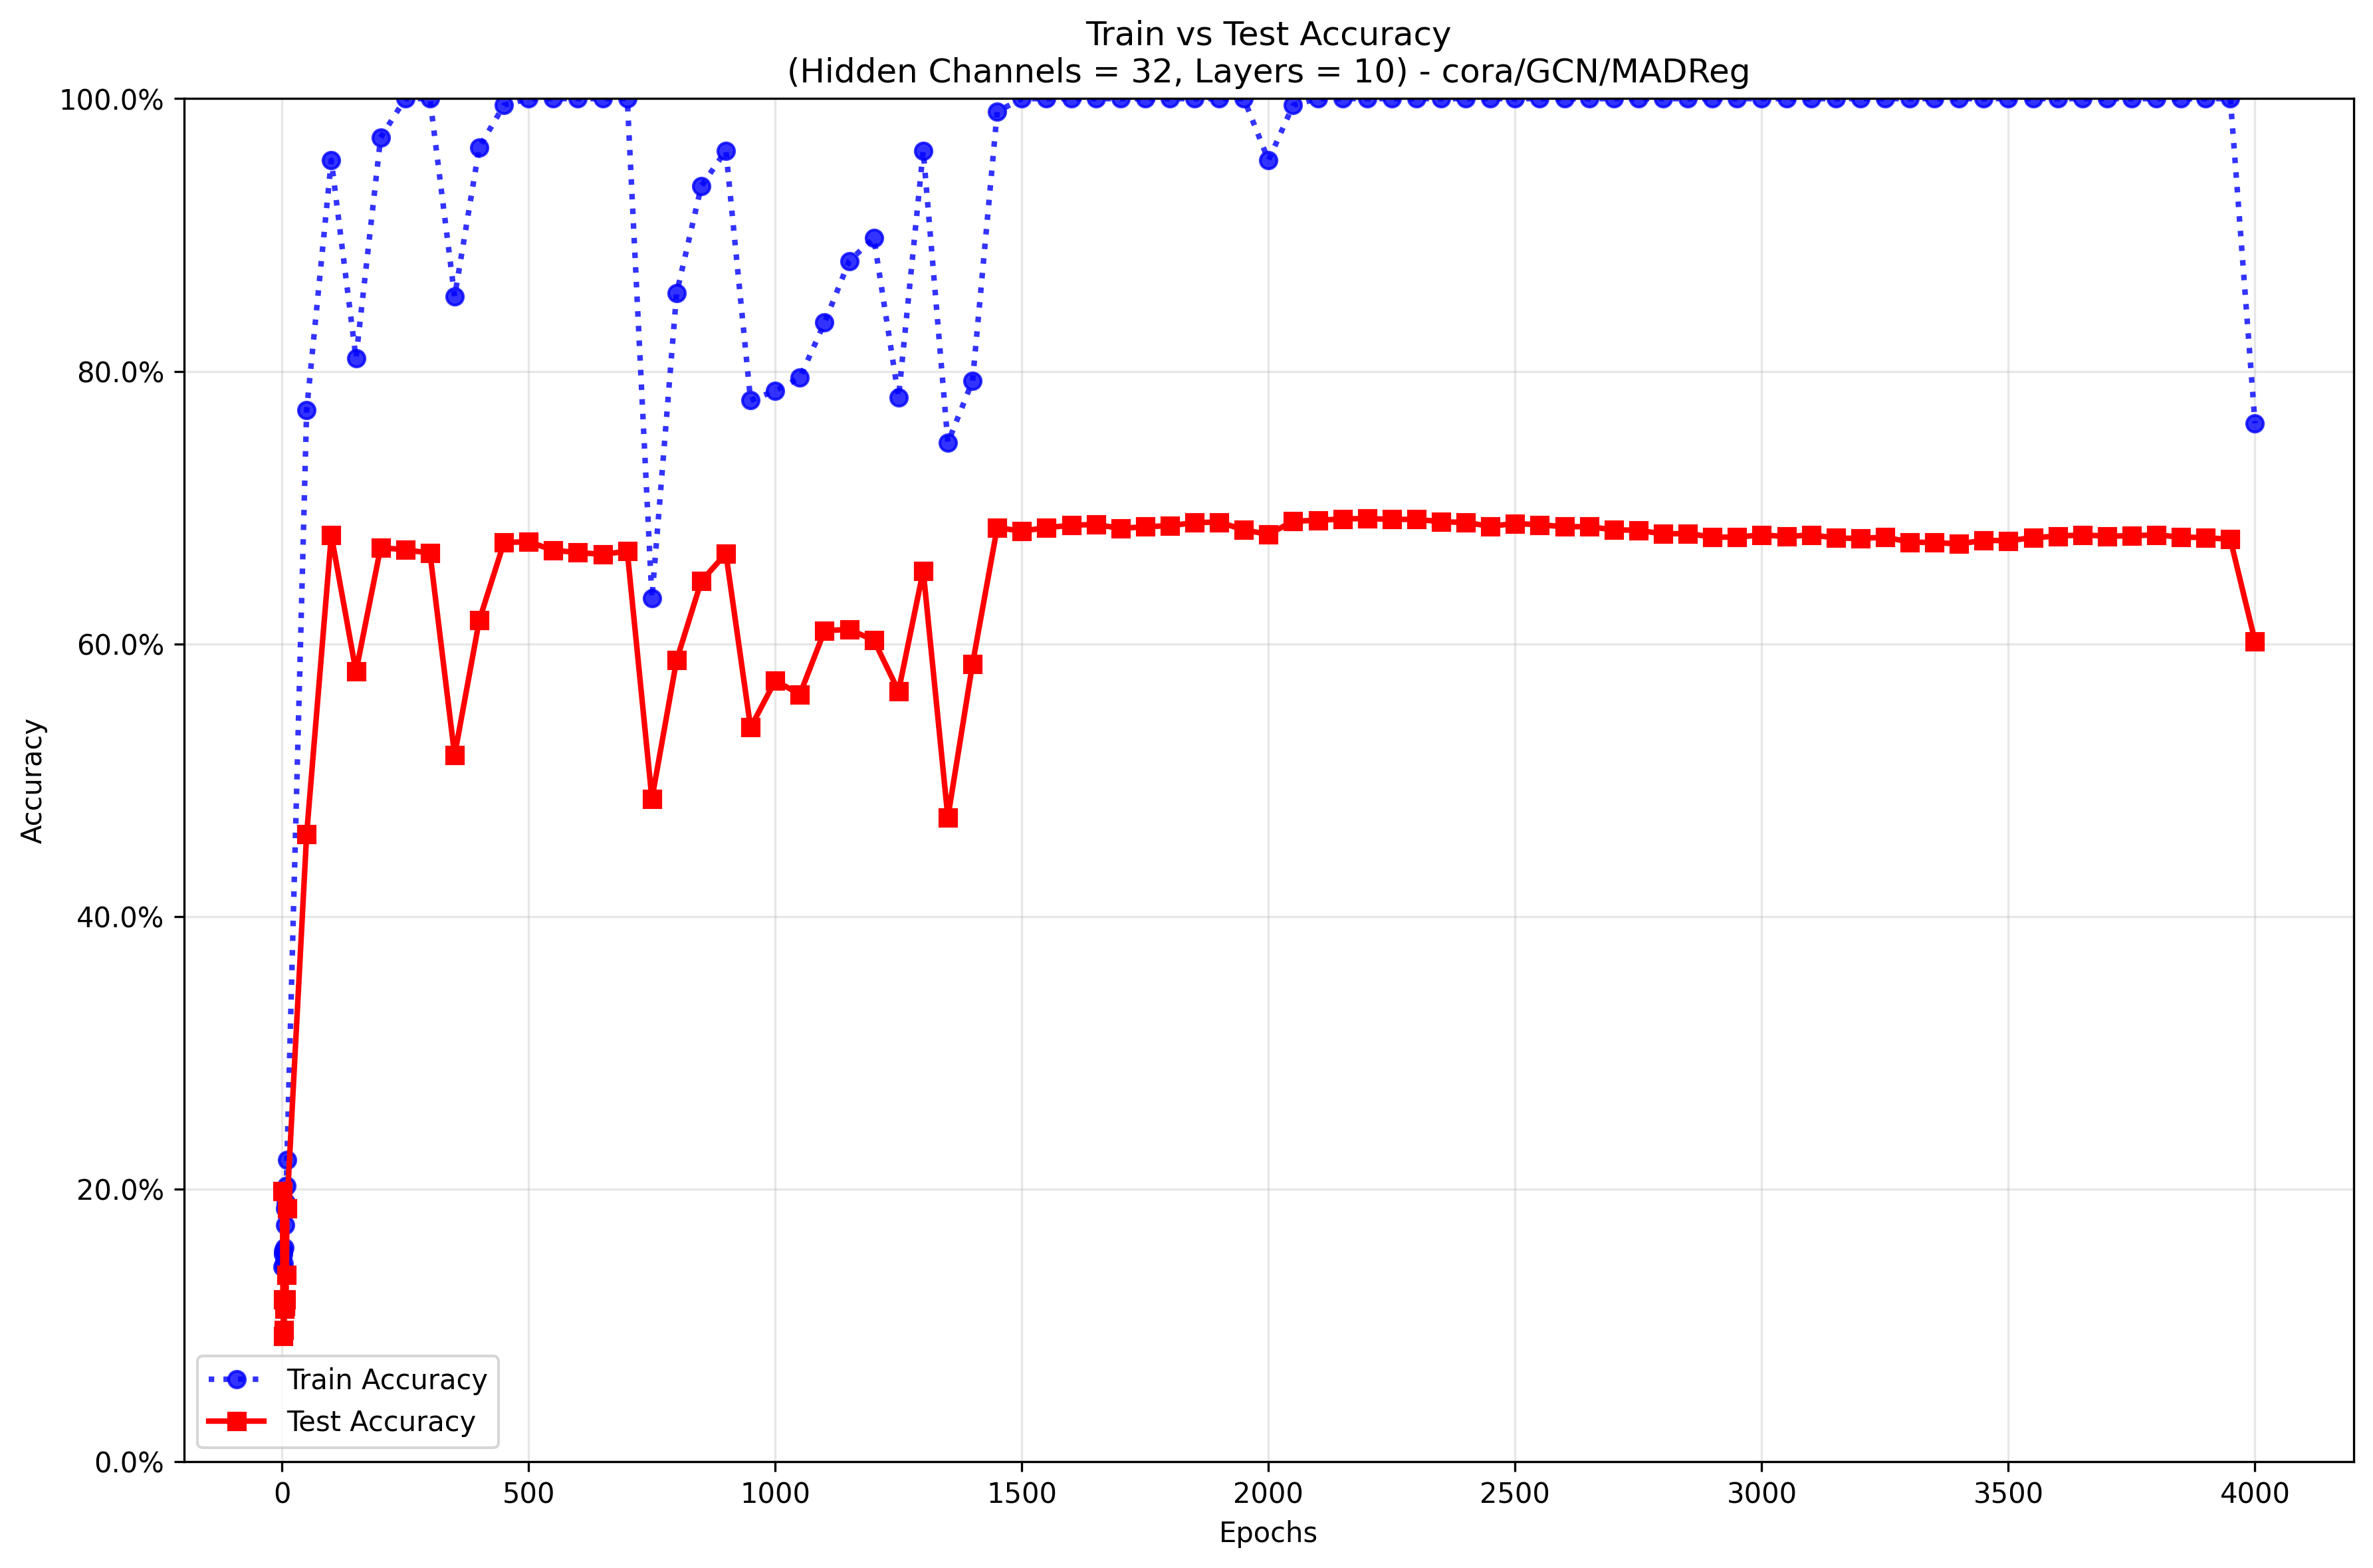 Train vs Test Accuracy
(Hidden Channels = 32, Layers = 10) - cora/GCN/MADReg
100.0%
80.0%
60.0%
40.0%
20.0%
0.0%
Accuracy
Train Accuracy
Test Accuracy
0 500 1000 1500 2000 2500 3000 3500 4000
Epochs